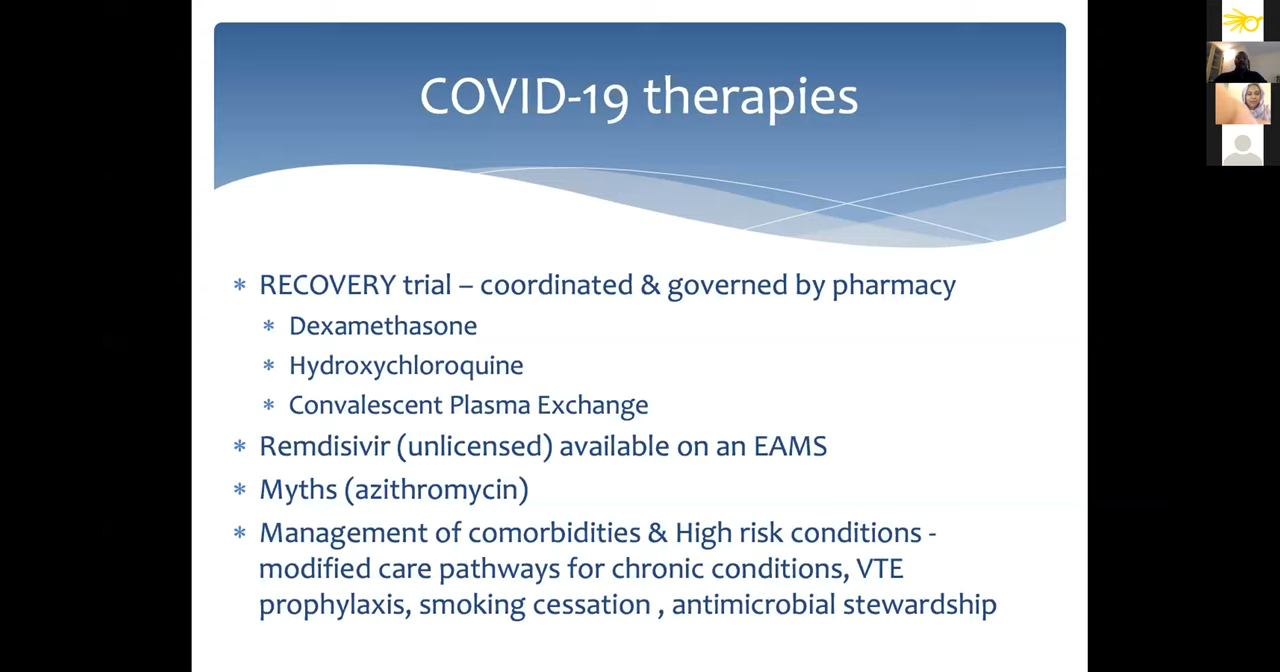 COVID-19 therapies
* RECOVERY trial – coordinated & governed by pharmacy
* Dexamethasone
* Hydroxychloroquine
* Convalescent Plasma Exchange
* Remdisivir (unlicensed) available on an EAMS
* Myths (azithromycin)
* Management of comorbidities & High risk conditions -
modified care pathways for chronic conditions, VTE
prophylaxis, smoking cessation , antimicrobial stewardship